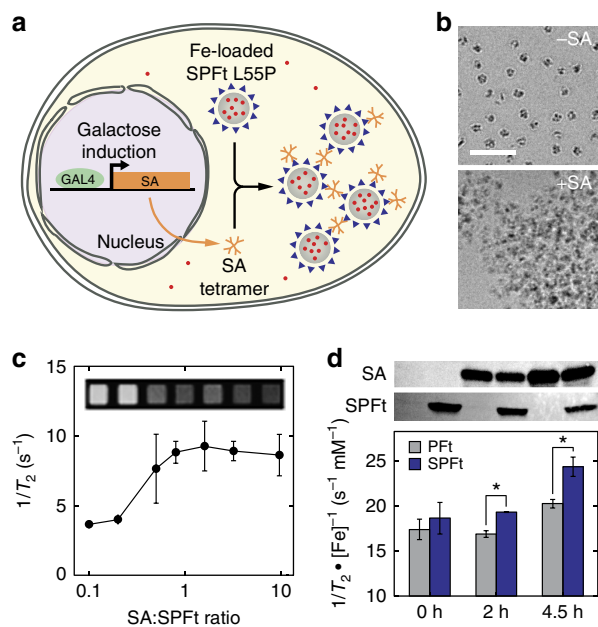 a
Fe-loaded
SPFt L55P
Galactose
induction
GAL4
SA
Nucleus
SA
tetramer
b
–SA
+SA
c
15
10
5
0
1/T2 (s−1)
0.1
1
10
SA:SPFt ratio
d
SA
SPFt
1/T2 • [Fe]−1 (s−1 mM−1)
25
20
15
10
PFt
SPFt
*
*
0 h
2 h
4.5 h